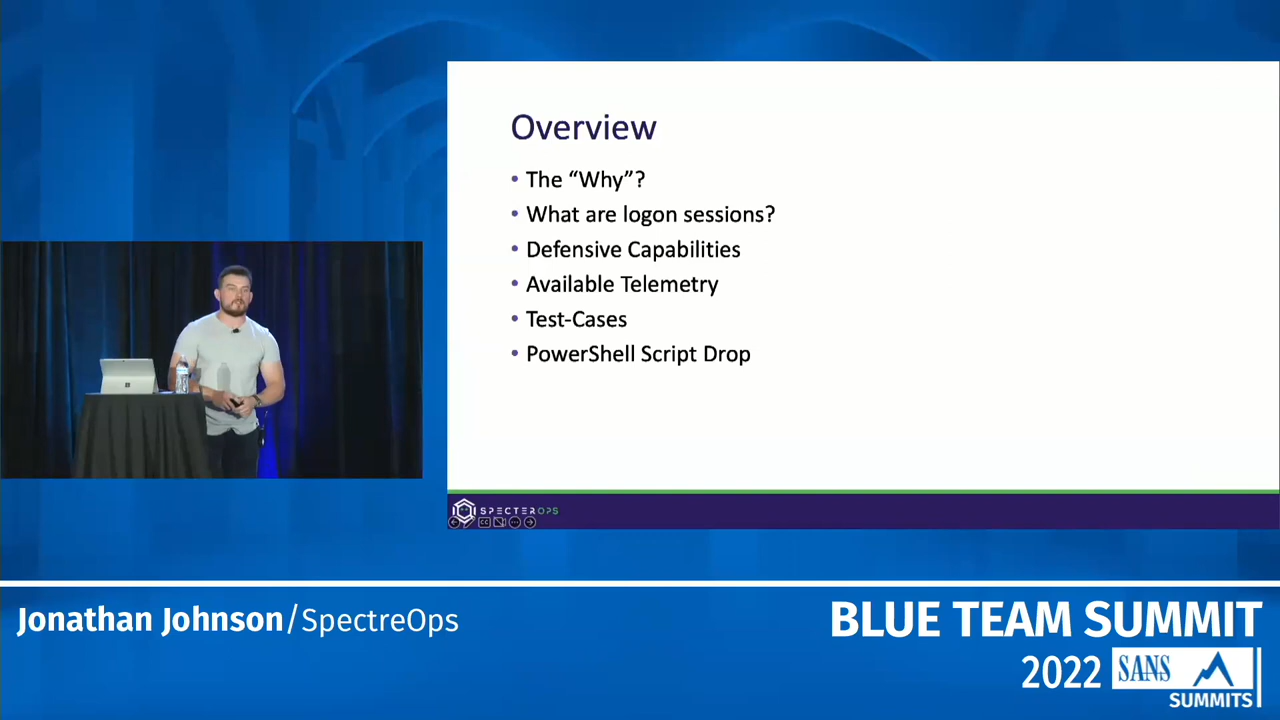 Overview
• The “Why”?
• What are logon sessions?
• Defensive Capabilities
• Available Telemetry
• Test-Cases
• PowerShell Script Drop
SPECTEROPS
CC
Jonathan Johnson/SpectreOps
BLUE TEAM SUMMIT
2022 SANS
SUMMITS